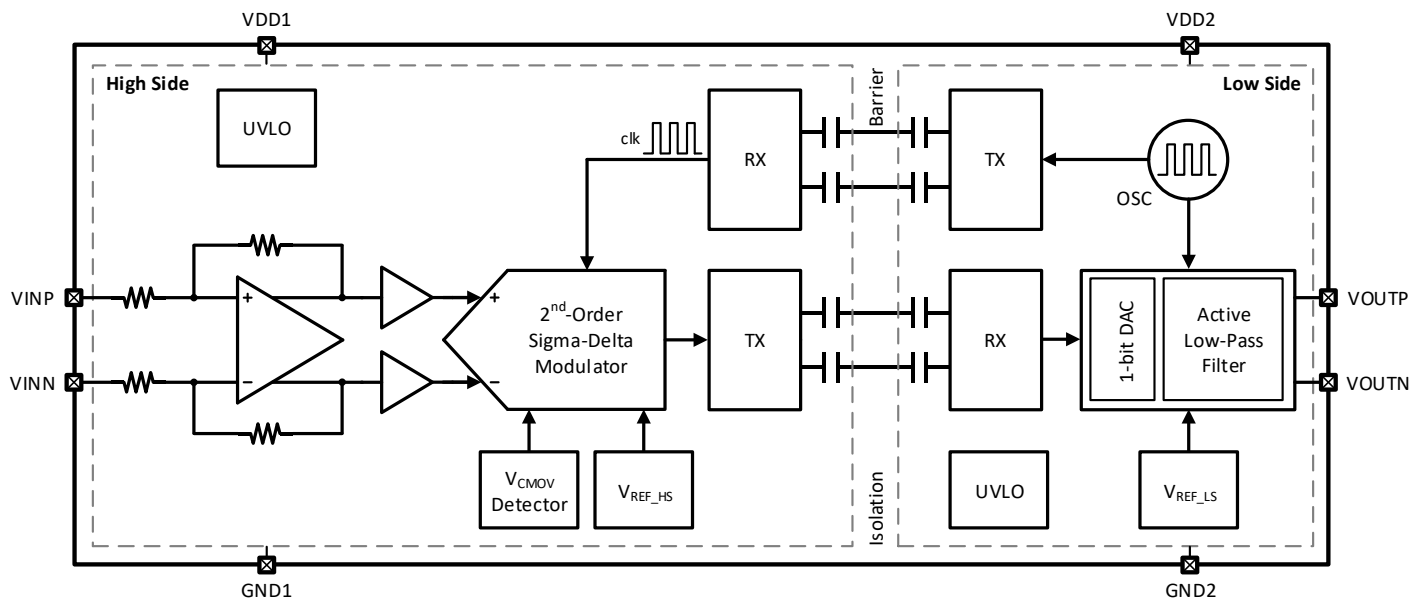 VDD1
VDD2
High Side
Low Side
UVLO
clk
RX
Barrier
TX
OSC
VINP
VINN
+
−
+
−
2nd-Order
Sigma-Delta
Modulator
TX
RX
1-bit DAC
Active
Low-Pass
Filter
VOUTP
VOUTN
VCMOV
Detector
VREF_HS
Isolation
UVLO
VREF_LS
GND1
GND2